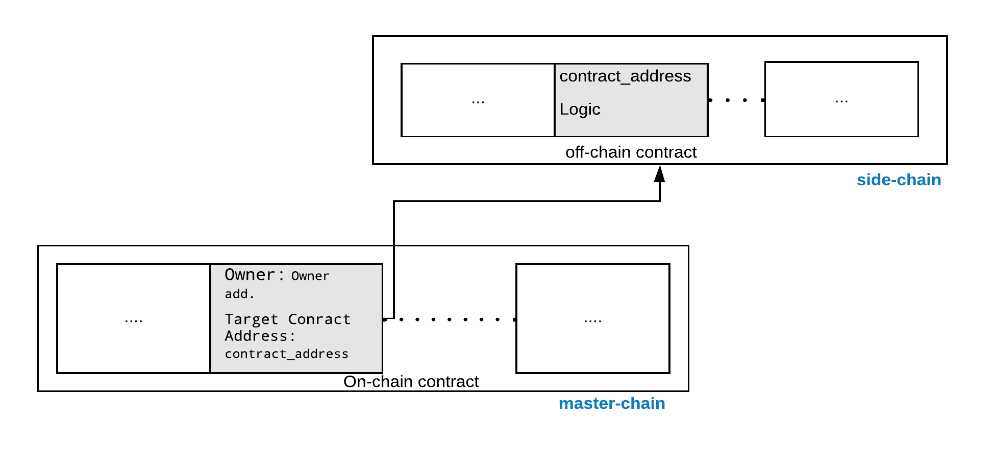 ...
contract_address
Logic
...
off-chain contract
side-chain
....
Owner: Owner
add.
Target Conract
Address:
contract_address
....
On-chain contract
master-chain